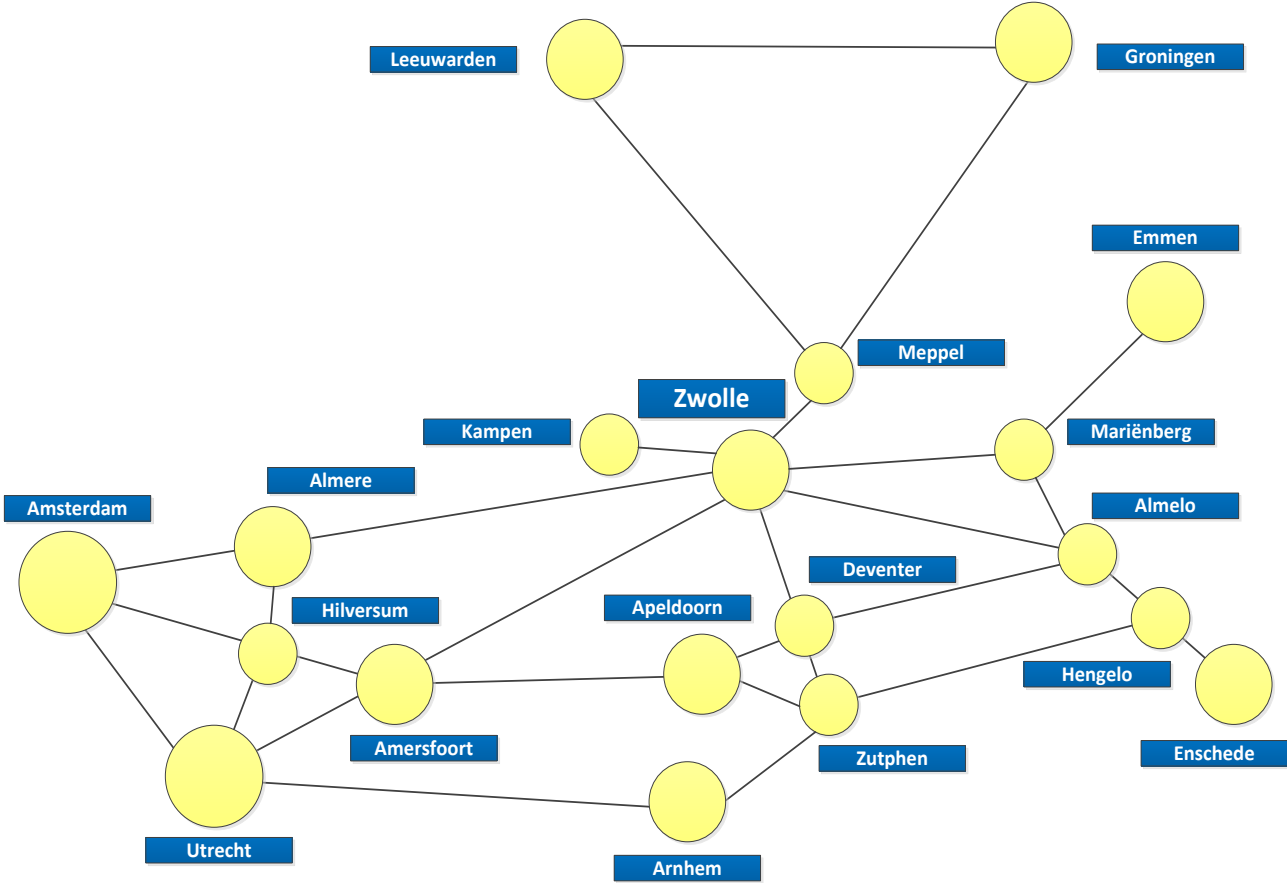 Leeuwarden
Groningen
Emmen
Meppel
Zwolle
Kampen
Mariënberg
Almere
Amsterdam
Almelo
Deventer
Hilversum
Apeldoorn
Hengelo
Amersfoort
Zutphen
Enschede
Utrecht
Arnhem